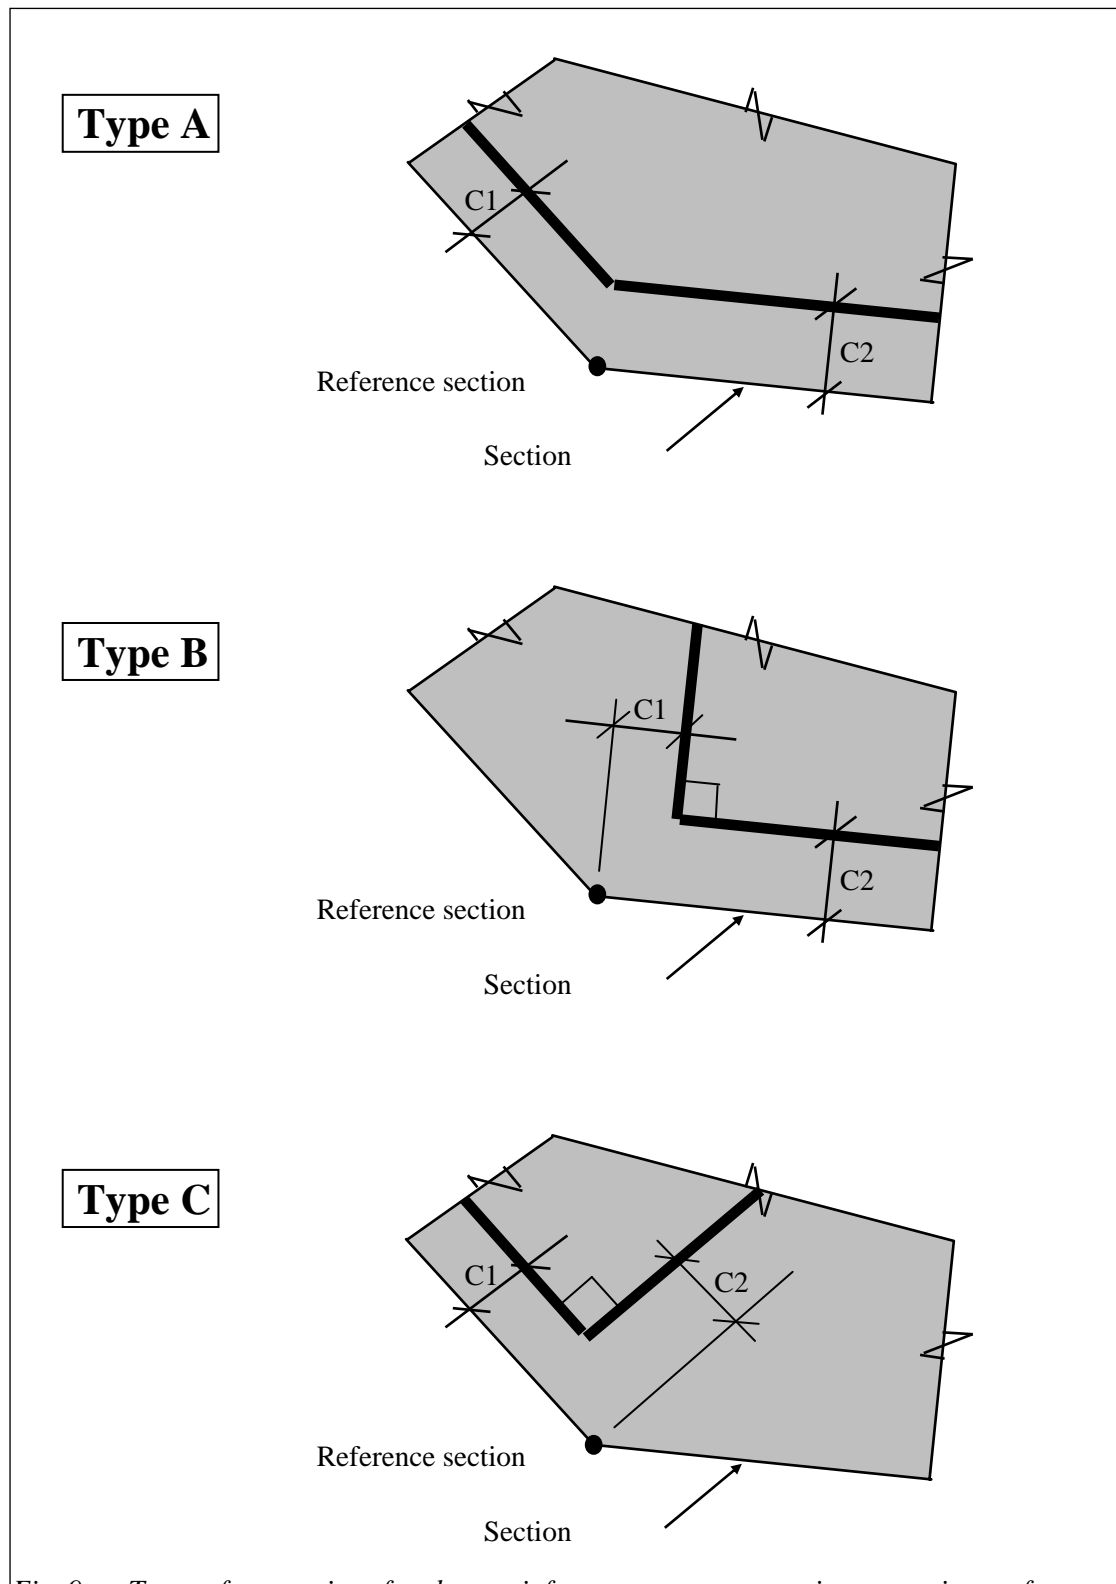 Type A
C1
C2
Reference section
Section
Type B
C1
C2
Reference section
Section
Type C
C1
C2
Reference section
Section